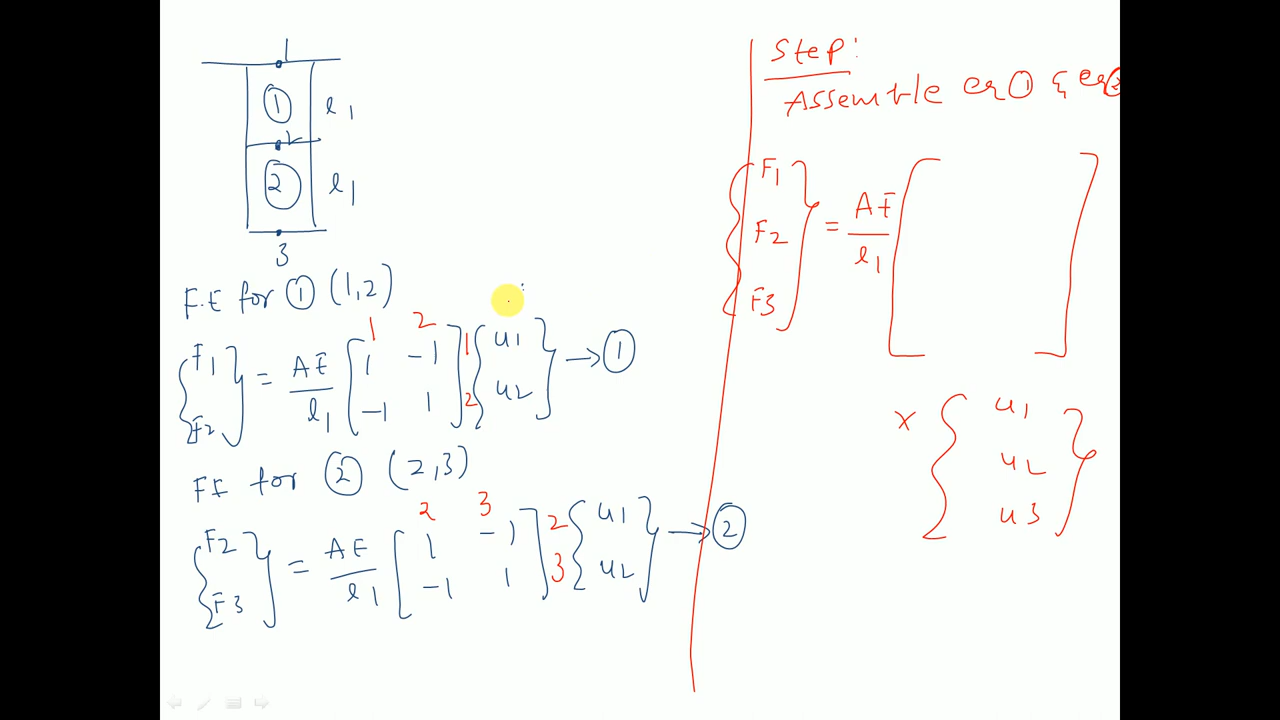 1
① l1
2
② l1
3
F.E for ① (1,2)
1 2
{F1 F2} = AE/l1 [1 -1 -1 1] 1 2 {u1 u2} → ①
FE for ② (2,3)
2 3
{F2 F3} = AE/l1 [1 -1 -1 1] 2 3 {u1 u2} → ②
Step:
Assemble eq ① & eq ②
{F1 F2 F3} = AE/l1 [ ]
x {u1 u2 u3}